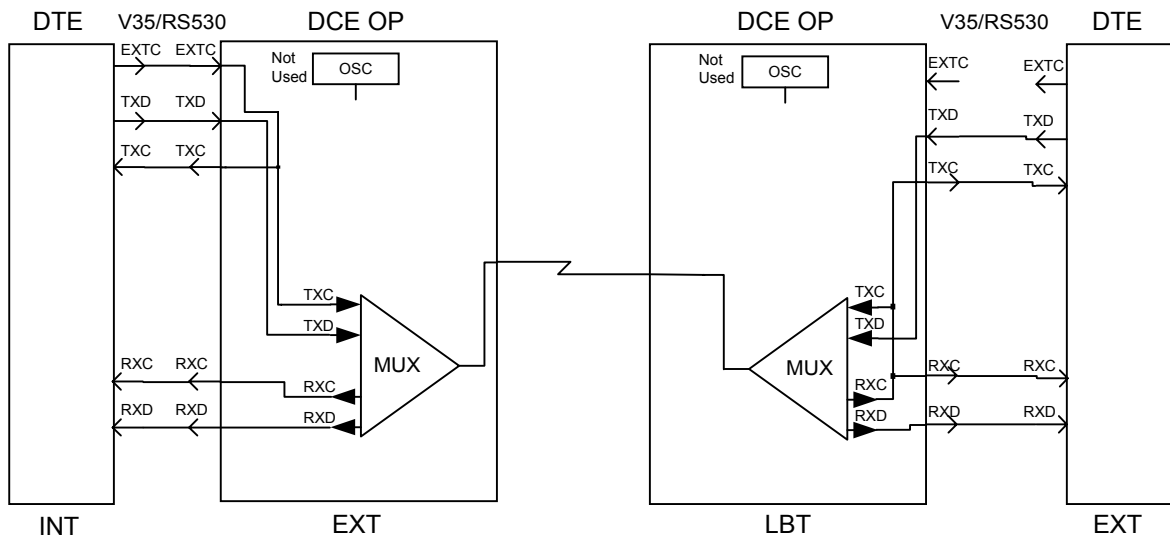 DTE V35/RS530 DCE OP DCE OP V35/RS530 DTE
EXTC EXTC
Not
Used
OSC
Not
Used
OSC
EXTC EXTC
TXD TXD
TXD TXD
TXC TXC
TXC TXC
TXC
TXD
MUX
RXC
RXD
TXC
TXD
MUX
RXC
RXD
RXC RXC
RXD RXD
RXC RXC
RXD RXD
INT EXT LBT EXT